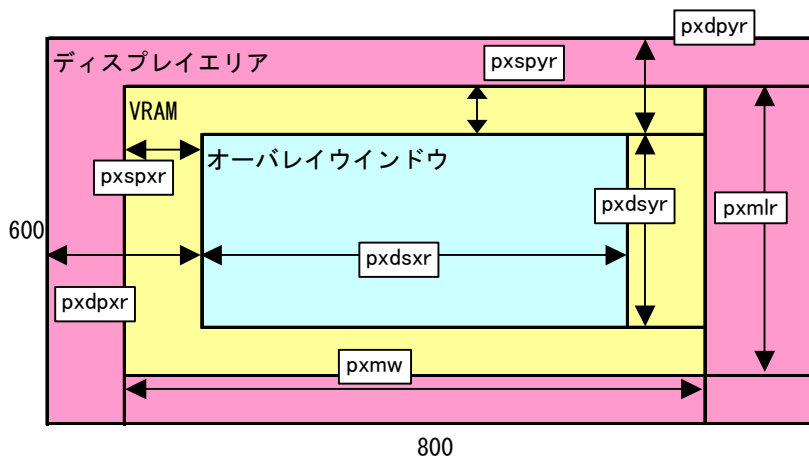 pxdpyr
ディスプレイエリア
pxspyr
VRAM
オーバレイウインドウ
pxspxr
pxdsyr
pxmlr
600
pxdsxr
pxdpxr
pxmw
800